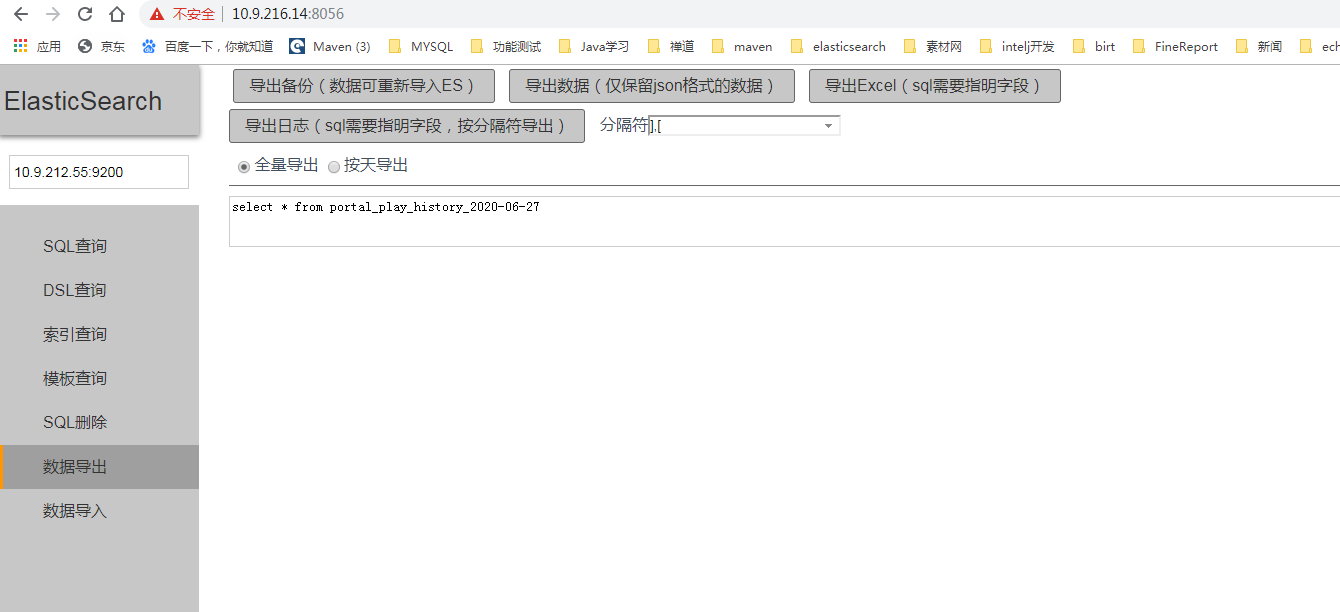 不安全 10.9.216.14:8056
应用 京东 百度一下，你就知道 Maven (3) MYSQL 功能测试 Java学习 禅道 maven elasticsearch 素材网 intelj开发 birt FineReport 新闻 ech
ElasticSearch
10.9.212.55:9200
SQL查询
DSL查询
索引查询
模板查询
SQL删除
数据导出
数据导入
导出备份（数据可重新导入ES） 导出数据（仅保留json格式的数据） 导出Excel（sql需要指明字段）
导出日志（sql需要指明字段，按分隔符导出） 分隔符 ],[
全量导出 按天导出
select * from portal_play_history_2020-06-27